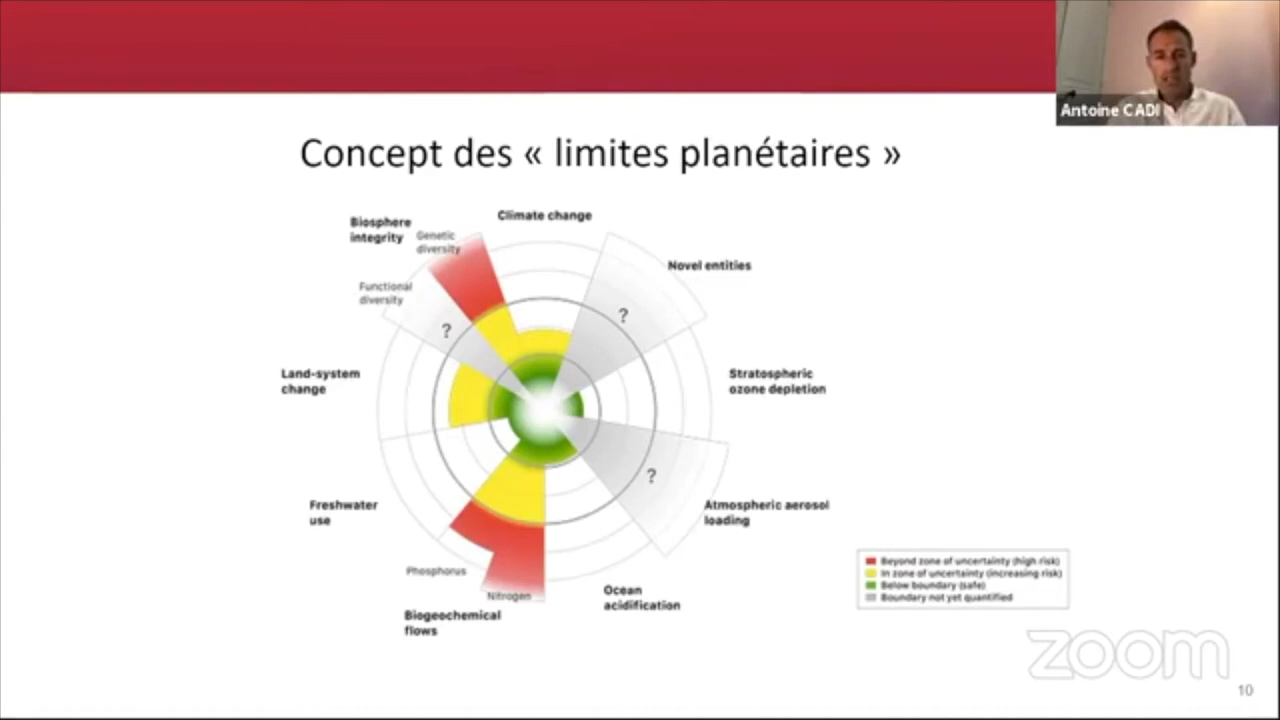 Antoine CADI
Concept des « limites planétaires »
Climate change
Biosphere
integrity
Genetic
diversity
Novel entities
Functional
diversity
?
?
Land-system
change
Stratospheric
ozone depletion
?
Freshwater
use
Atmospheric aerosol
loading
Phosphorus
Nitrogen
Biogeochemical
flows
Ocean
acidification
Beyond zone of uncertainty (high risk)
In zone of uncertainty (increasing risk)
Below boundary (safe)
Boundary not yet quantified
zoom
10